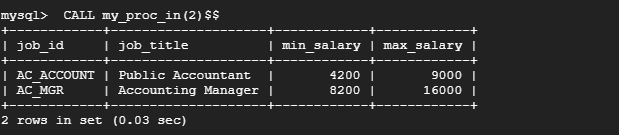 mysql>  CALL my_proc_in(2)$$
+------------+--------------------+------------+------------+
| job_id     | job_title          | min_salary | max_salary |
+------------+--------------------+------------+------------+
| AC_ACCOUNT | Public Accountant  |       4200 |       9000 |
| AC_MGR     | Accounting Manager |       8200 |      16000 |
+------------+--------------------+------------+------------+
2 rows in set (0.03 sec)